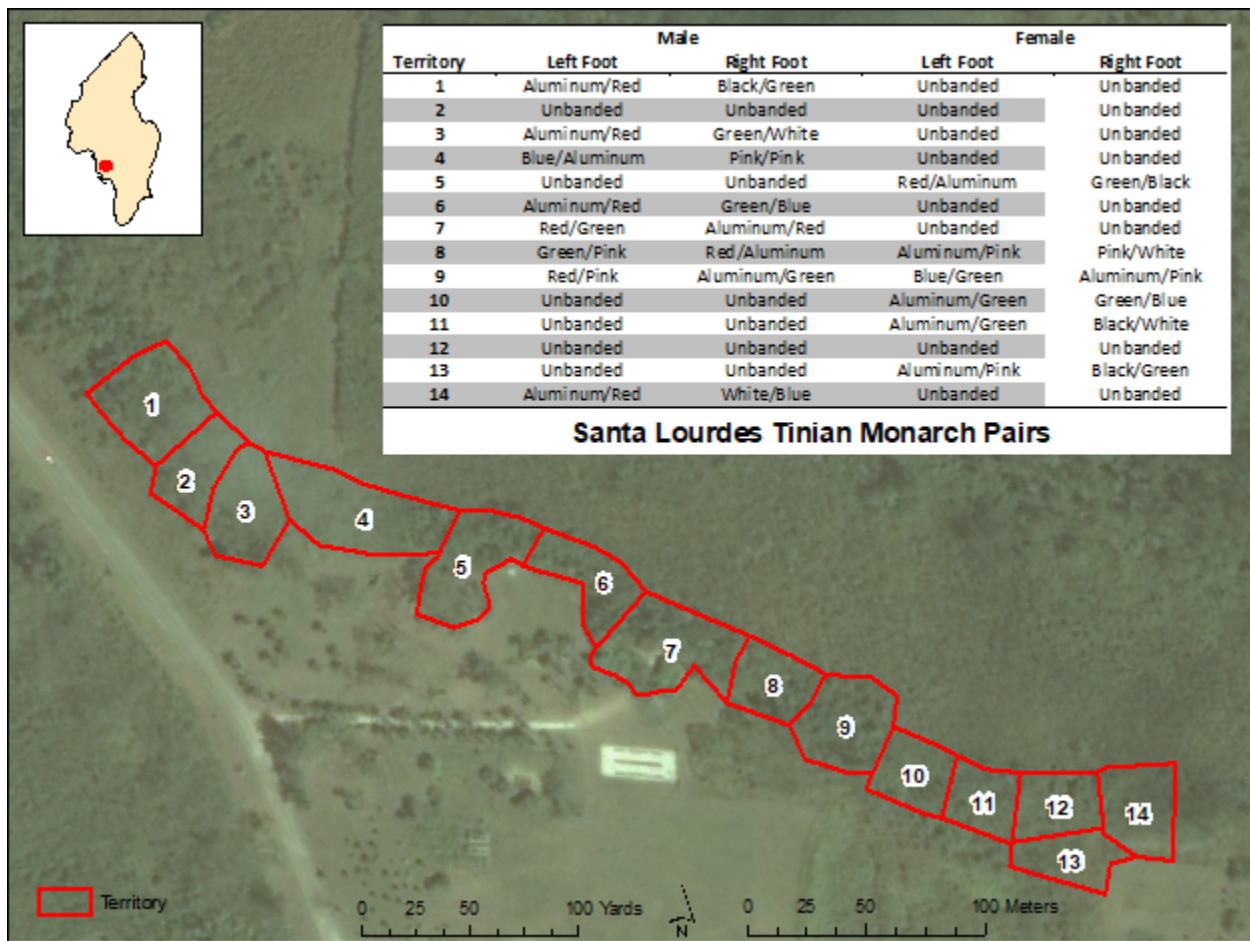 Male Female
Territory Left Foot Right Foot Left Foot Right Foot
1 Aluminum/Red Black/Green Unbanded Unbanded
2 Unbanded Unbanded Unbanded Unbanded
3 Aluminum/Red Green/White Unbanded Unbanded
4 Blue/Aluminum Pink/Pink Unbanded Unbanded
5 Unbanded Unbanded Red/Aluminum Green/Black
6 Aluminum/Red Green/Blue Unbanded Unbanded
7 Red/Green Aluminum/Red Unbanded Unbanded
8 Green/Pink Red/Aluminum Aluminum/Pink Pink/White
9 Red/Pink Aluminum/Green Blue/Green Aluminum/Pink
10 Unbanded Unbanded Aluminum/Green Green/Blue
11 Unbanded Unbanded Aluminum/Green Black/White
12 Unbanded Unbanded Unbanded Unbanded
13 Unbanded Unbanded Aluminum/Pink Black/Green
14 Aluminum/Red White/Blue Unbanded Unbanded
Santa Lourdes Tinian Monarch Pairs
1
2
3
4
5
6
7
8
9
10
11
12
14
13
Territory
0 25 50 100 Yards
N
0 25 50 100 Meters